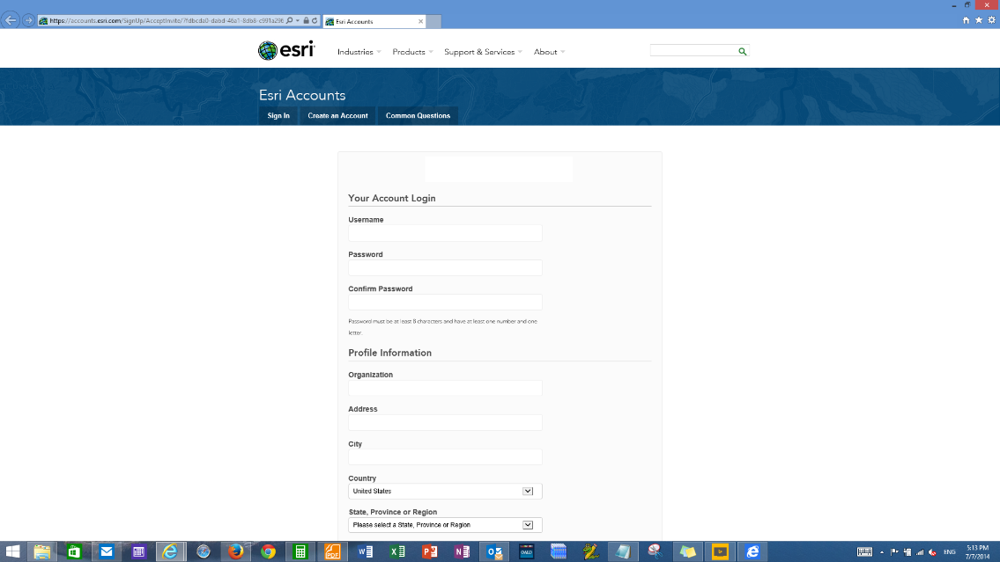 https://accounts.esri.com/SignUp/AcceptInvite/?fdbcda0-dabd-46a1-8db8-c991a296
Esri Accounts
esri
Industries
Products
Support & Services
About
Esri Accounts
Sign In
Create an Account
Common Questions
Your Account Login
Username
Password
Confirm Password
Password must be at least 8 characters and have at least one number and one
letter.
Profile Information
Organization
Address
City
Country
United States
State, Province or Region
Please select a State, Province or Region
PDF
ENG
5:13 PM
7/7/2014